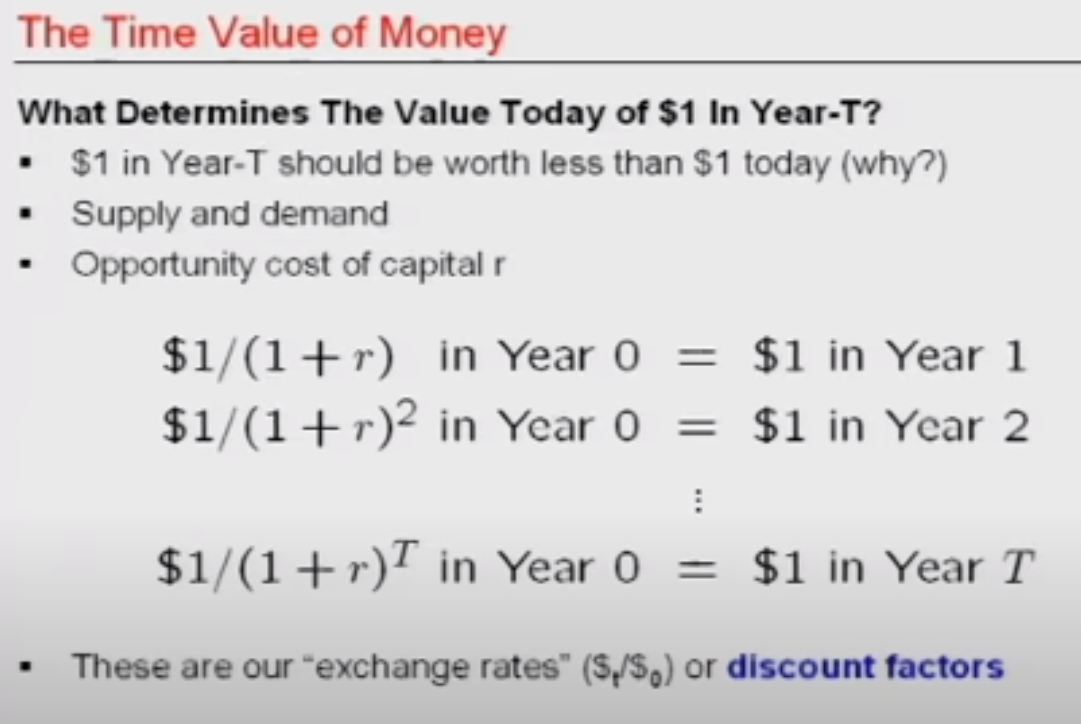 The Time Value of Money
What Determines The Value Today of $1 In Year-T?
▪ $1 in Year-T should be worth less than $1 today (why?)
▪ Supply and demand
▪ Opportunity cost of capital r
$1/(1+r) in Year 0 = $1 in Year 1
$1/(1+r)² in Year 0 = $1 in Year 2
⋮
$1/(1+r)ᵀ in Year 0 = $1 in Year T
▪ These are our "exchange rates" ($ₜ/$₀) or discount factors